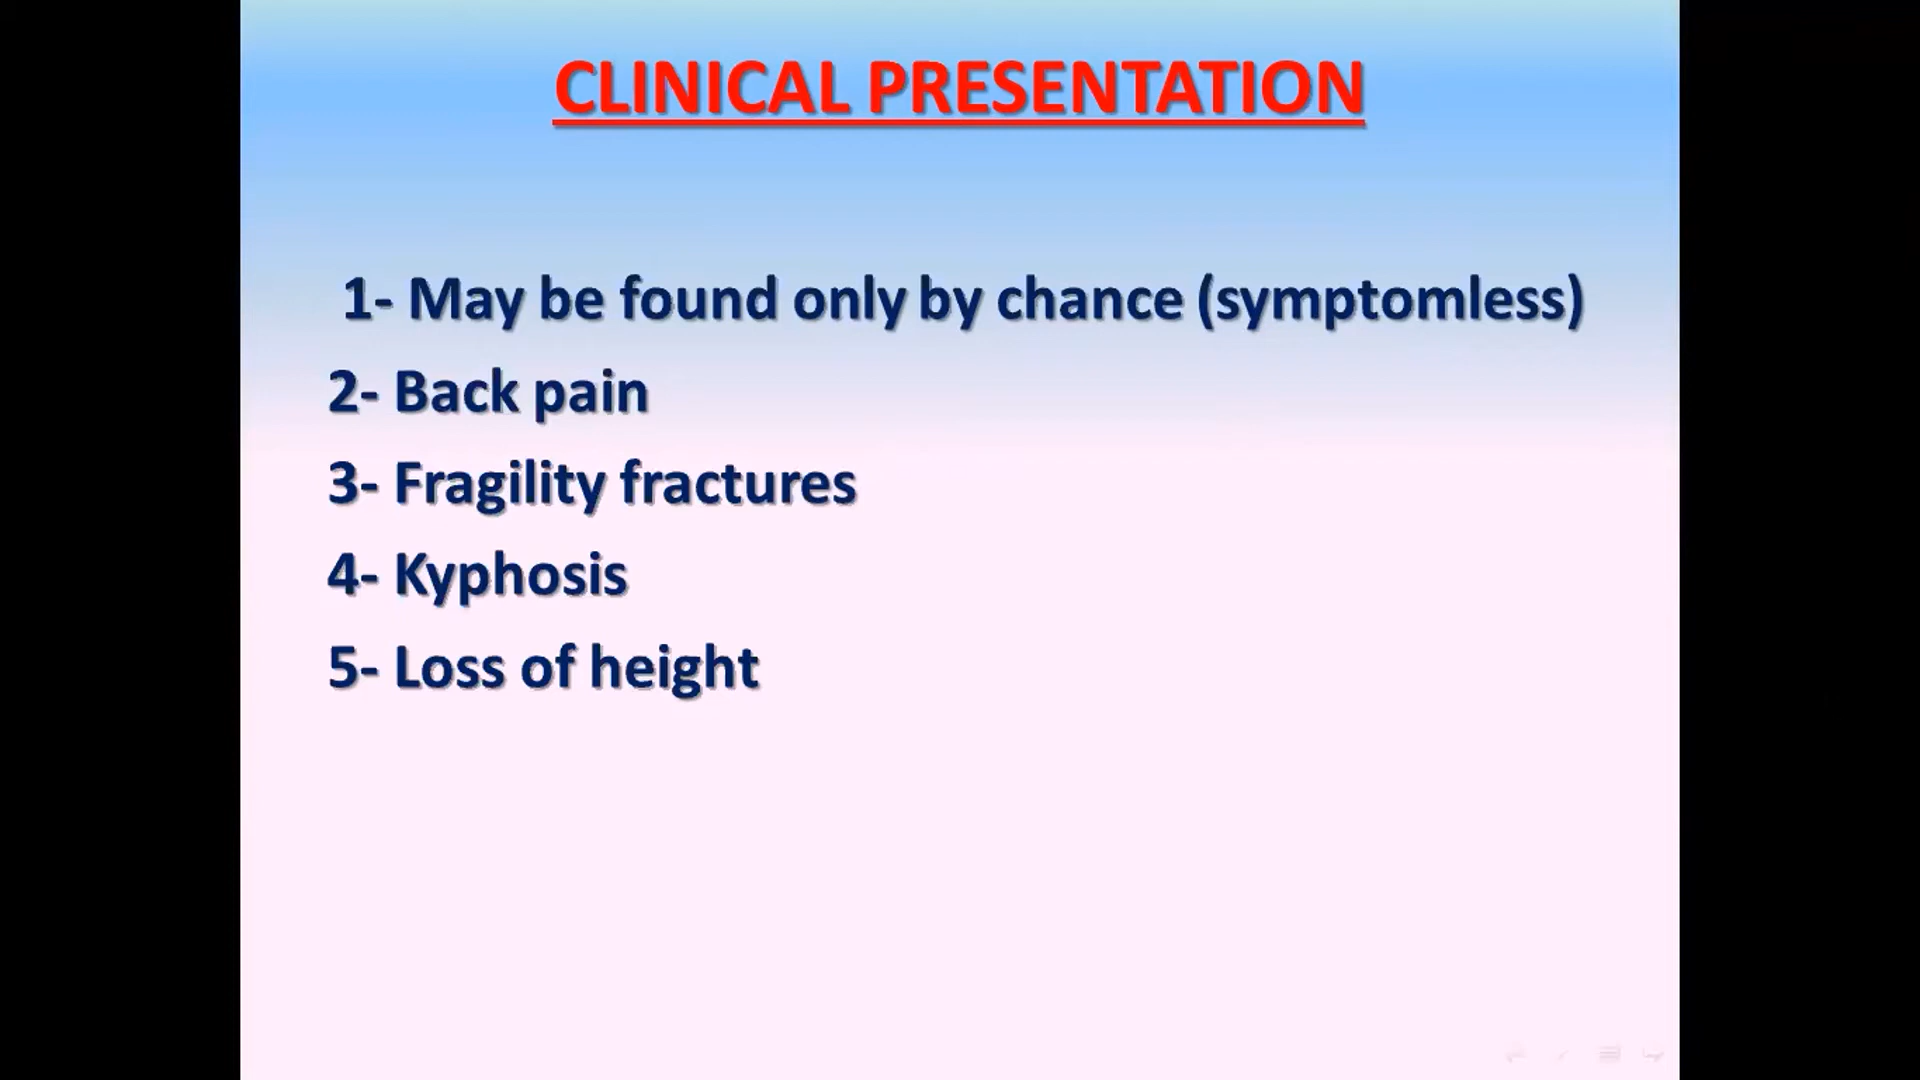 CLINICAL PRESENTATION
1- May be found only by chance (symptomless)
2- Back pain
3- Fragility fractures
4- Kyphosis
5- Loss of height